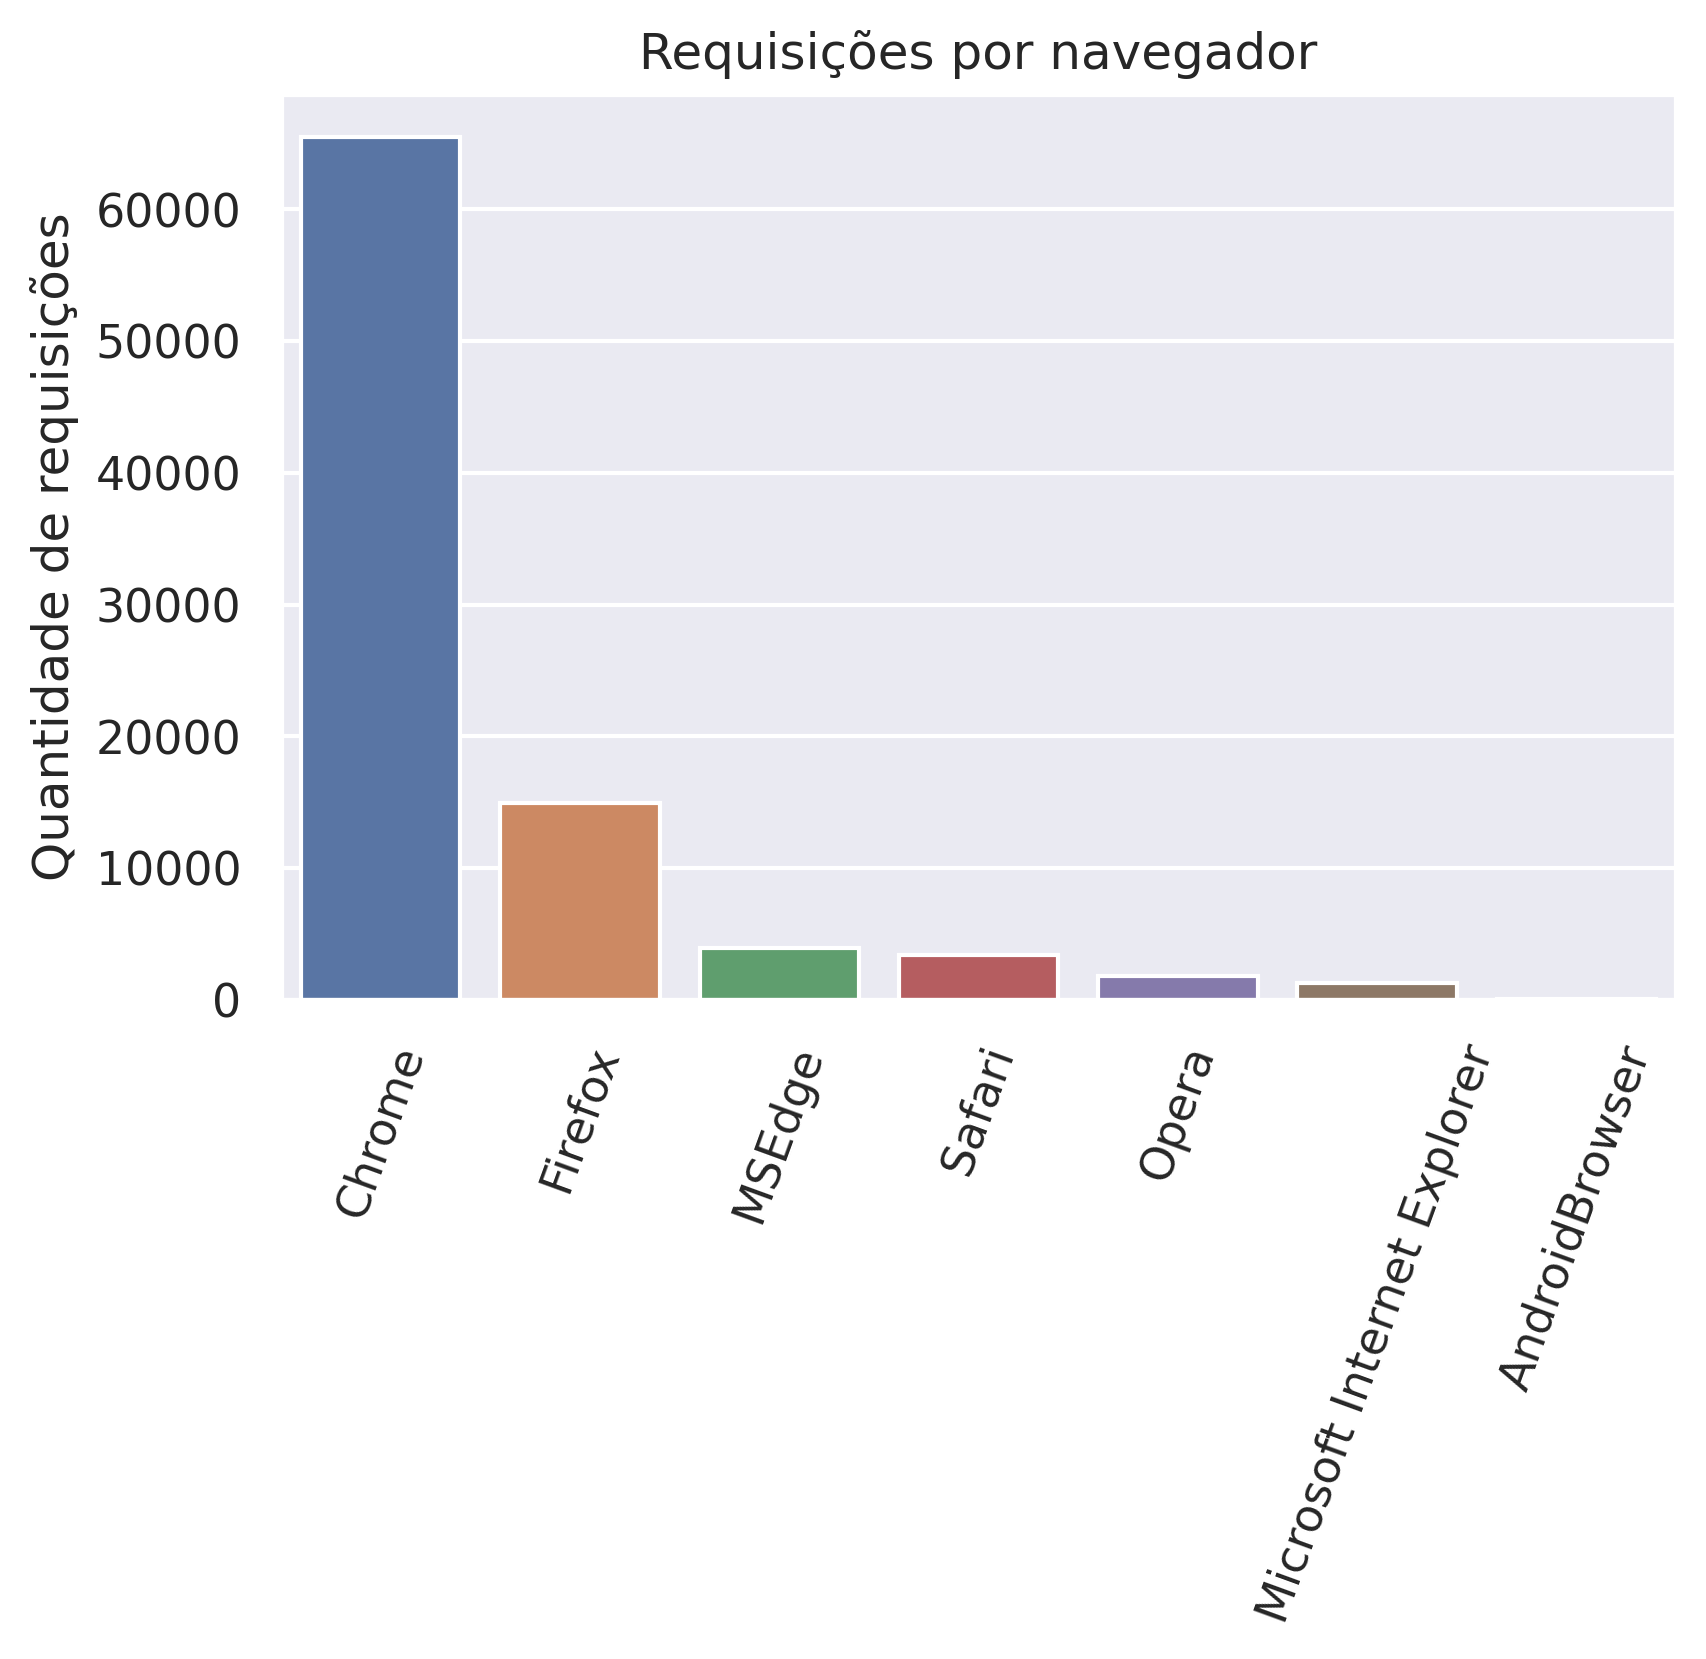 Requisições por navegador
Quantidade de requisições
60000
50000
40000
30000
20000
10000
0
Chrome
Firefox
MSEdge
Safari
Opera
Microsoft Internet Explorer
AndroidBrowser